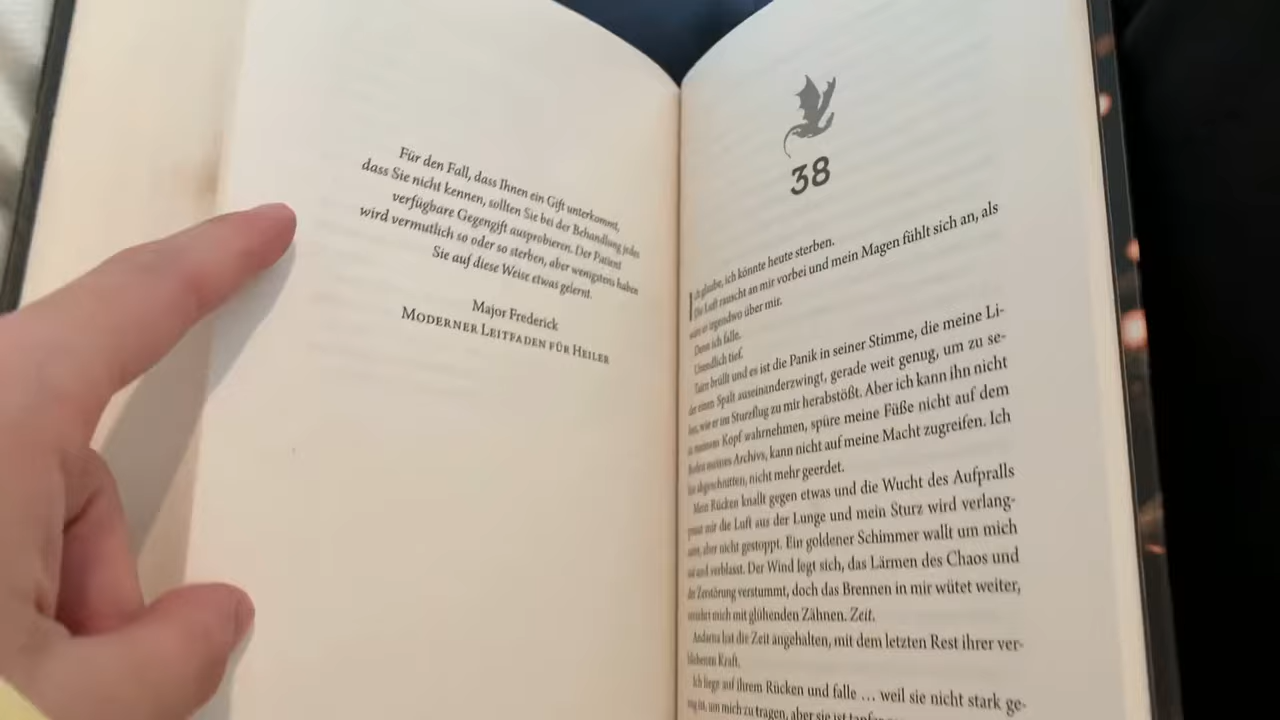 Für den Fall, dass Ihnen ein Gift unterkommt,
dass Sie nicht kennen, sollten Sie bei der Behandlung jedes
verfügbare Gegengift ausprobieren. Der Patient
wird vermutlich so oder so sterben, aber wenigstens haben
Sie auf diese Weise etwas gelernt.
Major Frederick
MODERNER LEITFADEN FÜR HEILER
38
Ich glaube, ich könnte heute sterben.
Die Luft rauscht an mir vorbei und mein Magen fühlt sich an, als
wäre er irgendwo über mir.
Denn ich falle.
Unendlich tief.
Tairn brüllt und es ist die Panik in seiner Stimme, die meine Li-
der einen Spalt auseinanderzwingt, gerade weit genug, um zu se-
hen, wie er im Sturzflug zu mir herabstößt. Aber ich kann ihn nicht
in meinem Kopf wahrnehmen, spüre meine Füße nicht auf dem
Boden meines Archivs, kann nicht auf meine Macht zugreifen. Ich
bin abgeschnitten, nicht mehr geerdet.
Mein Rücken knallt gegen etwas und die Wucht des Aufpralls
presst mir die Luft aus der Lunge und mein Sturz wird verlang-
samt, aber nicht gestoppt. Ein goldener Schimmer wallt um mich
auf und verblasst. Der Wind legt sich, das Lärmen des Chaos und
der Zerstörung verstummt, doch das Brennen in mir wütet weiter,
verzehrt mich mit glühenden Zähnen. Zeit.
Andarna hat die Zeit angehalten, mit dem letzten Rest ihrer ver-
bliebenen Kraft.
Ich liege auf ihrem Rücken und falle … weil sie nicht stark ge-
nug ist, um mich zu tragen, aber sie ist tapfer